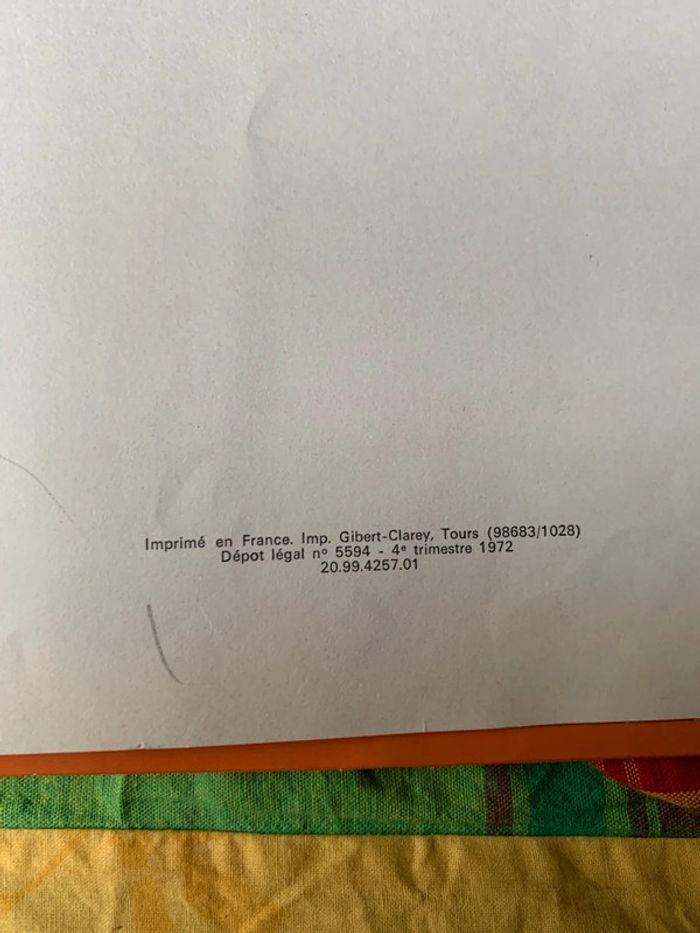 Imprimé en France. Imp. Gibert-Clarey, Tours (98683/1028)
Dépot légal nº 5594 - 4e trimestre 1972
20.99.4257.01